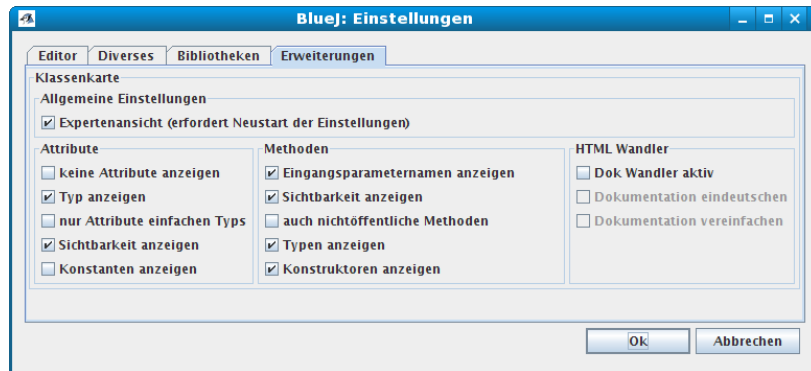 BlueJ: Einstellungen
Editor Diverses Bibliotheken Erweiterungen
Klassenkarte
Allgemeine Einstellungen
Expertenansicht (erfordert Neustart der Einstellungen)
Attribute
keine Attribute anzeigen
Typ anzeigen
nur Attribute einfachen Typs
Sichtbarkeit anzeigen
Konstanten anzeigen
Methoden
Eingangsparameternamen anzeigen
Sichtbarkeit anzeigen
auch nichtöffentliche Methoden
Typen anzeigen
Konstruktoren anzeigen
HTML Wandler
Dok Wandler aktiv
Dokumentation eindeutschen
Dokumentation vereinfachen
Ok Abbrechen